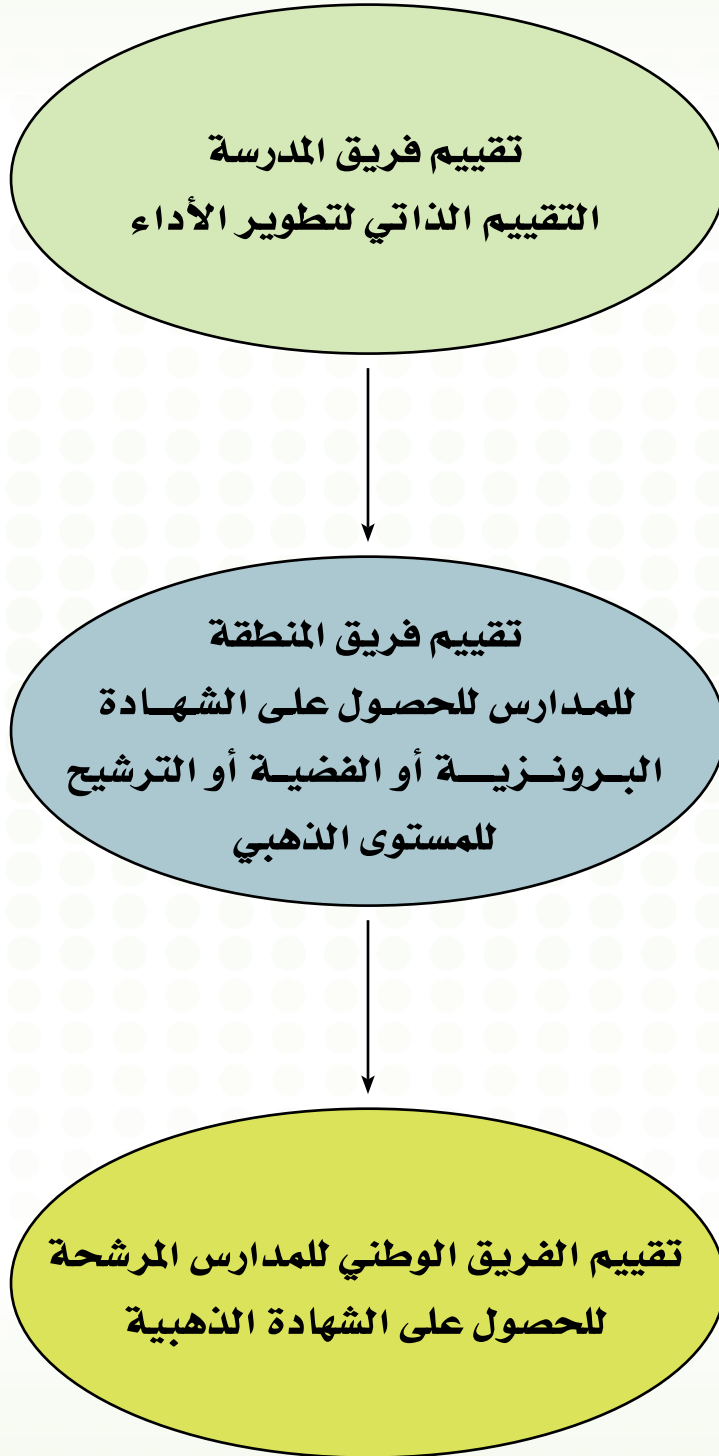 تقييم فريق المدرسة
التقييم الذاتي لتطوير الأداء
تقييم فريق المنطقة
للمدارس للحصول على الشهادة
البرونزية أو الفضية أو الترشيح
للمستوى الذهبي
تقييم الفريق الوطني للمدارس المرشحة
للحصول على الشهادة الذهبية